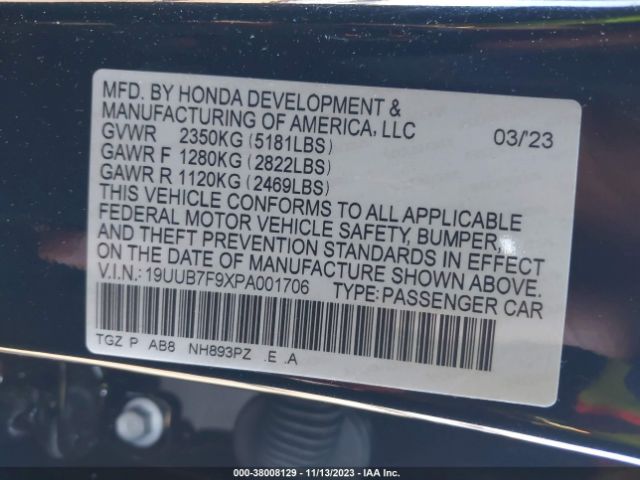 MFD. BY HONDA DEVELOPMENT &
MANUFACTURING OF AMERICA, LLC 03/'23
GVWR 2350KG (5181LBS)
GAWR F 1280KG (2822LBS)
GAWR R 1120KG (2469LBS)
THIS VEHICLE CONFORMS TO ALL APPLICABLE
FEDERAL MOTOR VEHICLE SAFETY, BUMPER,
AND THEFT PREVENTION STANDARDS IN EFFECT
ON THE DATE OF MANUFACTURE SHOWN ABOVE.
V.I.N.: 19UUB7F9XPA001706 TYPE: PASSENGER CAR
TGZ P AB8 NH893PZ .E .A
000-38008129 - 11/13/2023 - IAA Inc.